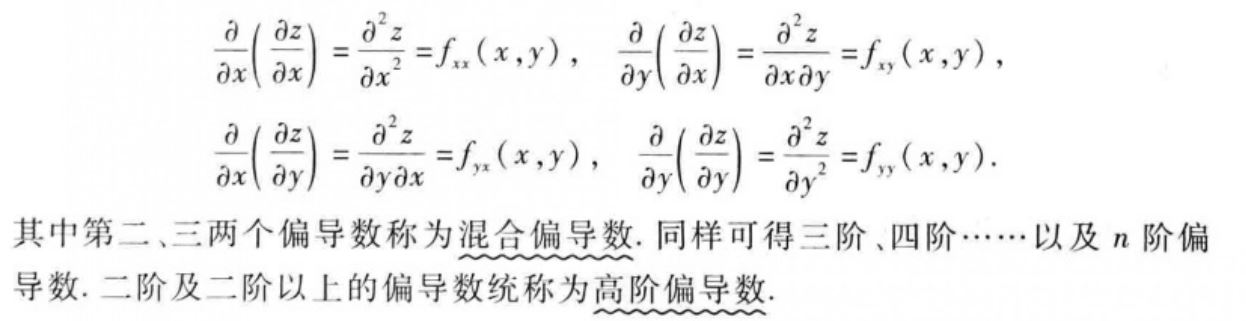 $\frac{\partial}{\partial x}\left(\frac{\partial z}{\partial x}\right)=\frac{\partial^2 z}{\partial x^2}=f_{xx}(x,y),\quad \frac{\partial}{\partial y}\left(\frac{\partial z}{\partial x}\right)=\frac{\partial^2 z}{\partial x\partial y}=f_{xy}(x,y),$
$\frac{\partial}{\partial x}\left(\frac{\partial z}{\partial y}\right)=\frac{\partial^2 z}{\partial y\partial x}=f_{yx}(x,y),\quad \frac{\partial}{\partial y}\left(\frac{\partial z}{\partial y}\right)=\frac{\partial^2 z}{\partial y^2}=f_{yy}(x,y).$
其中第二、三两个偏导数称为混合偏导数. 同样可得三阶、四阶……以及 n 阶偏
导数. 二阶及二阶以上的偏导数统称为高阶偏导数.